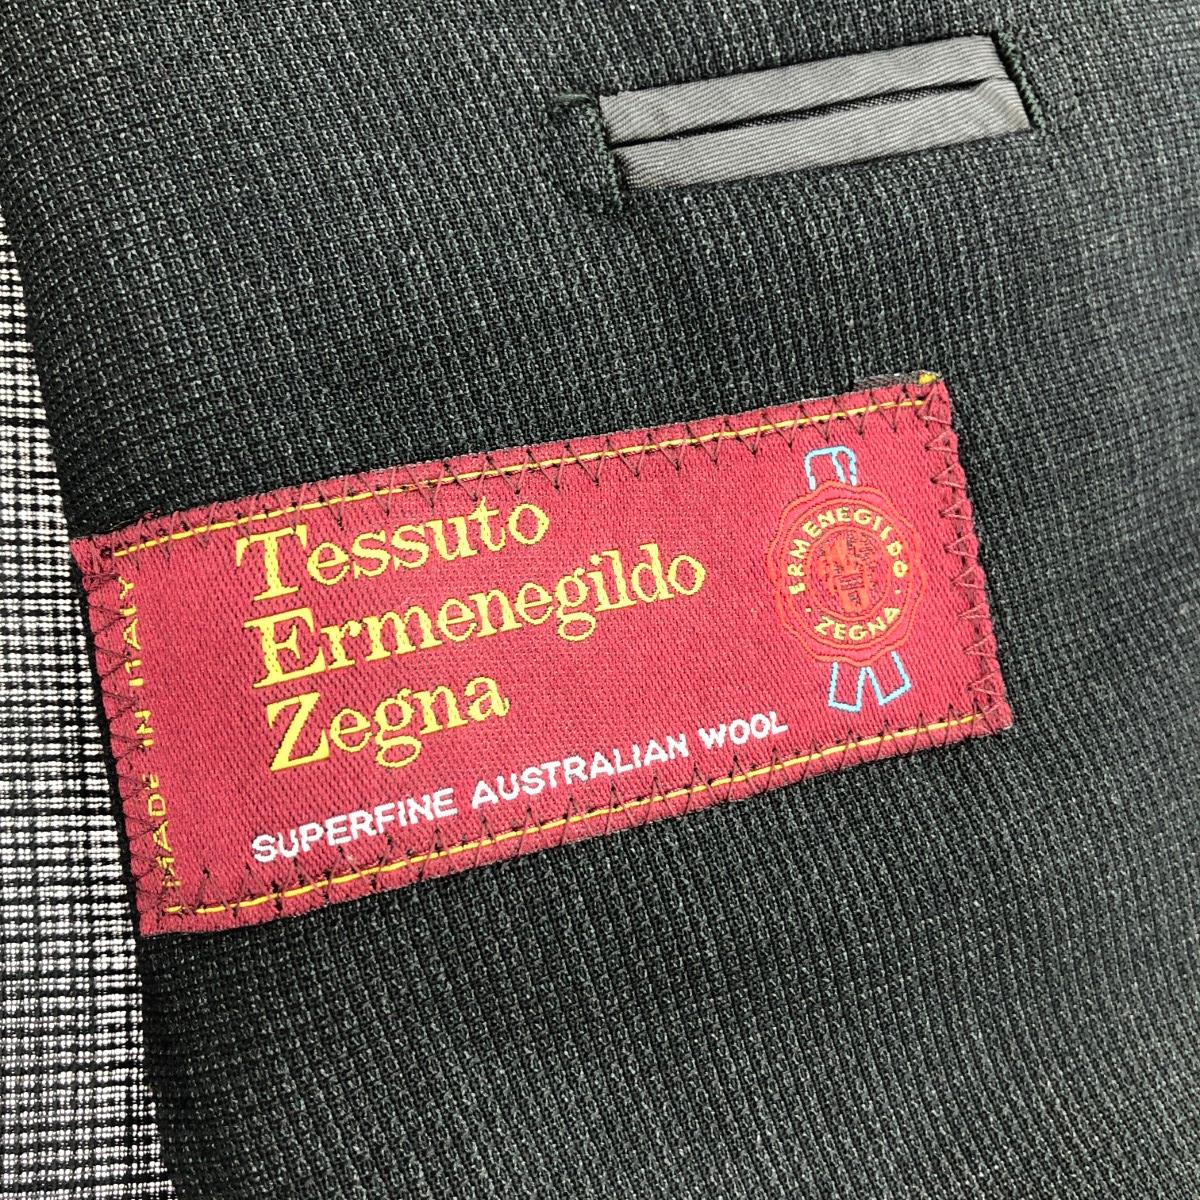 Tessuto
Ermenegildo
Zegna
SUPERFINE AUSTRALIAN WOOL
MADE IN ITALY
ERMENEGILDO
· ZEGNA ·